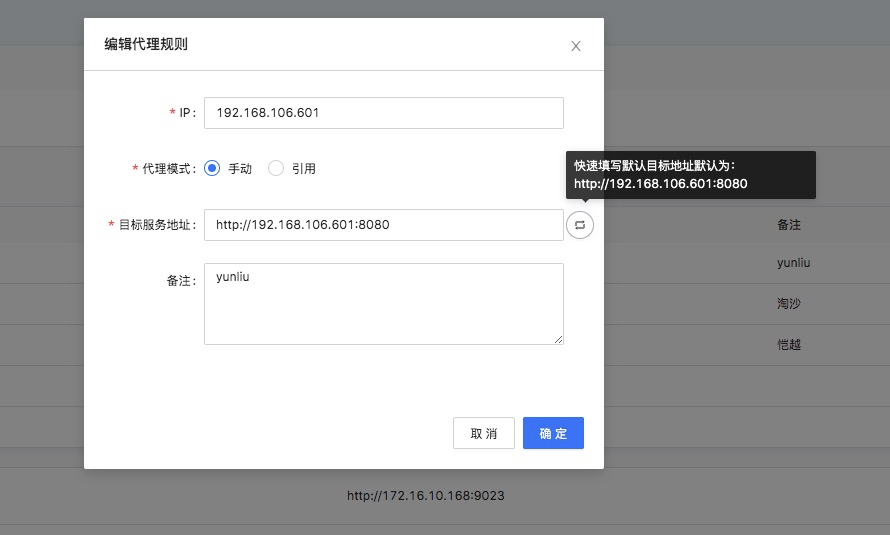 编辑代理规则
* IP:
192.168.106.601
* 代理模式:
手动
引用
快速填写默认目标地址默认为:
http://192.168.106.601:8080
* 目标服务地址:
http://192.168.106.601:8080
备注
备注:
yunliu
yunliu
淘沙
恺越
取 消
确 定
http://172.16.10.168:9023